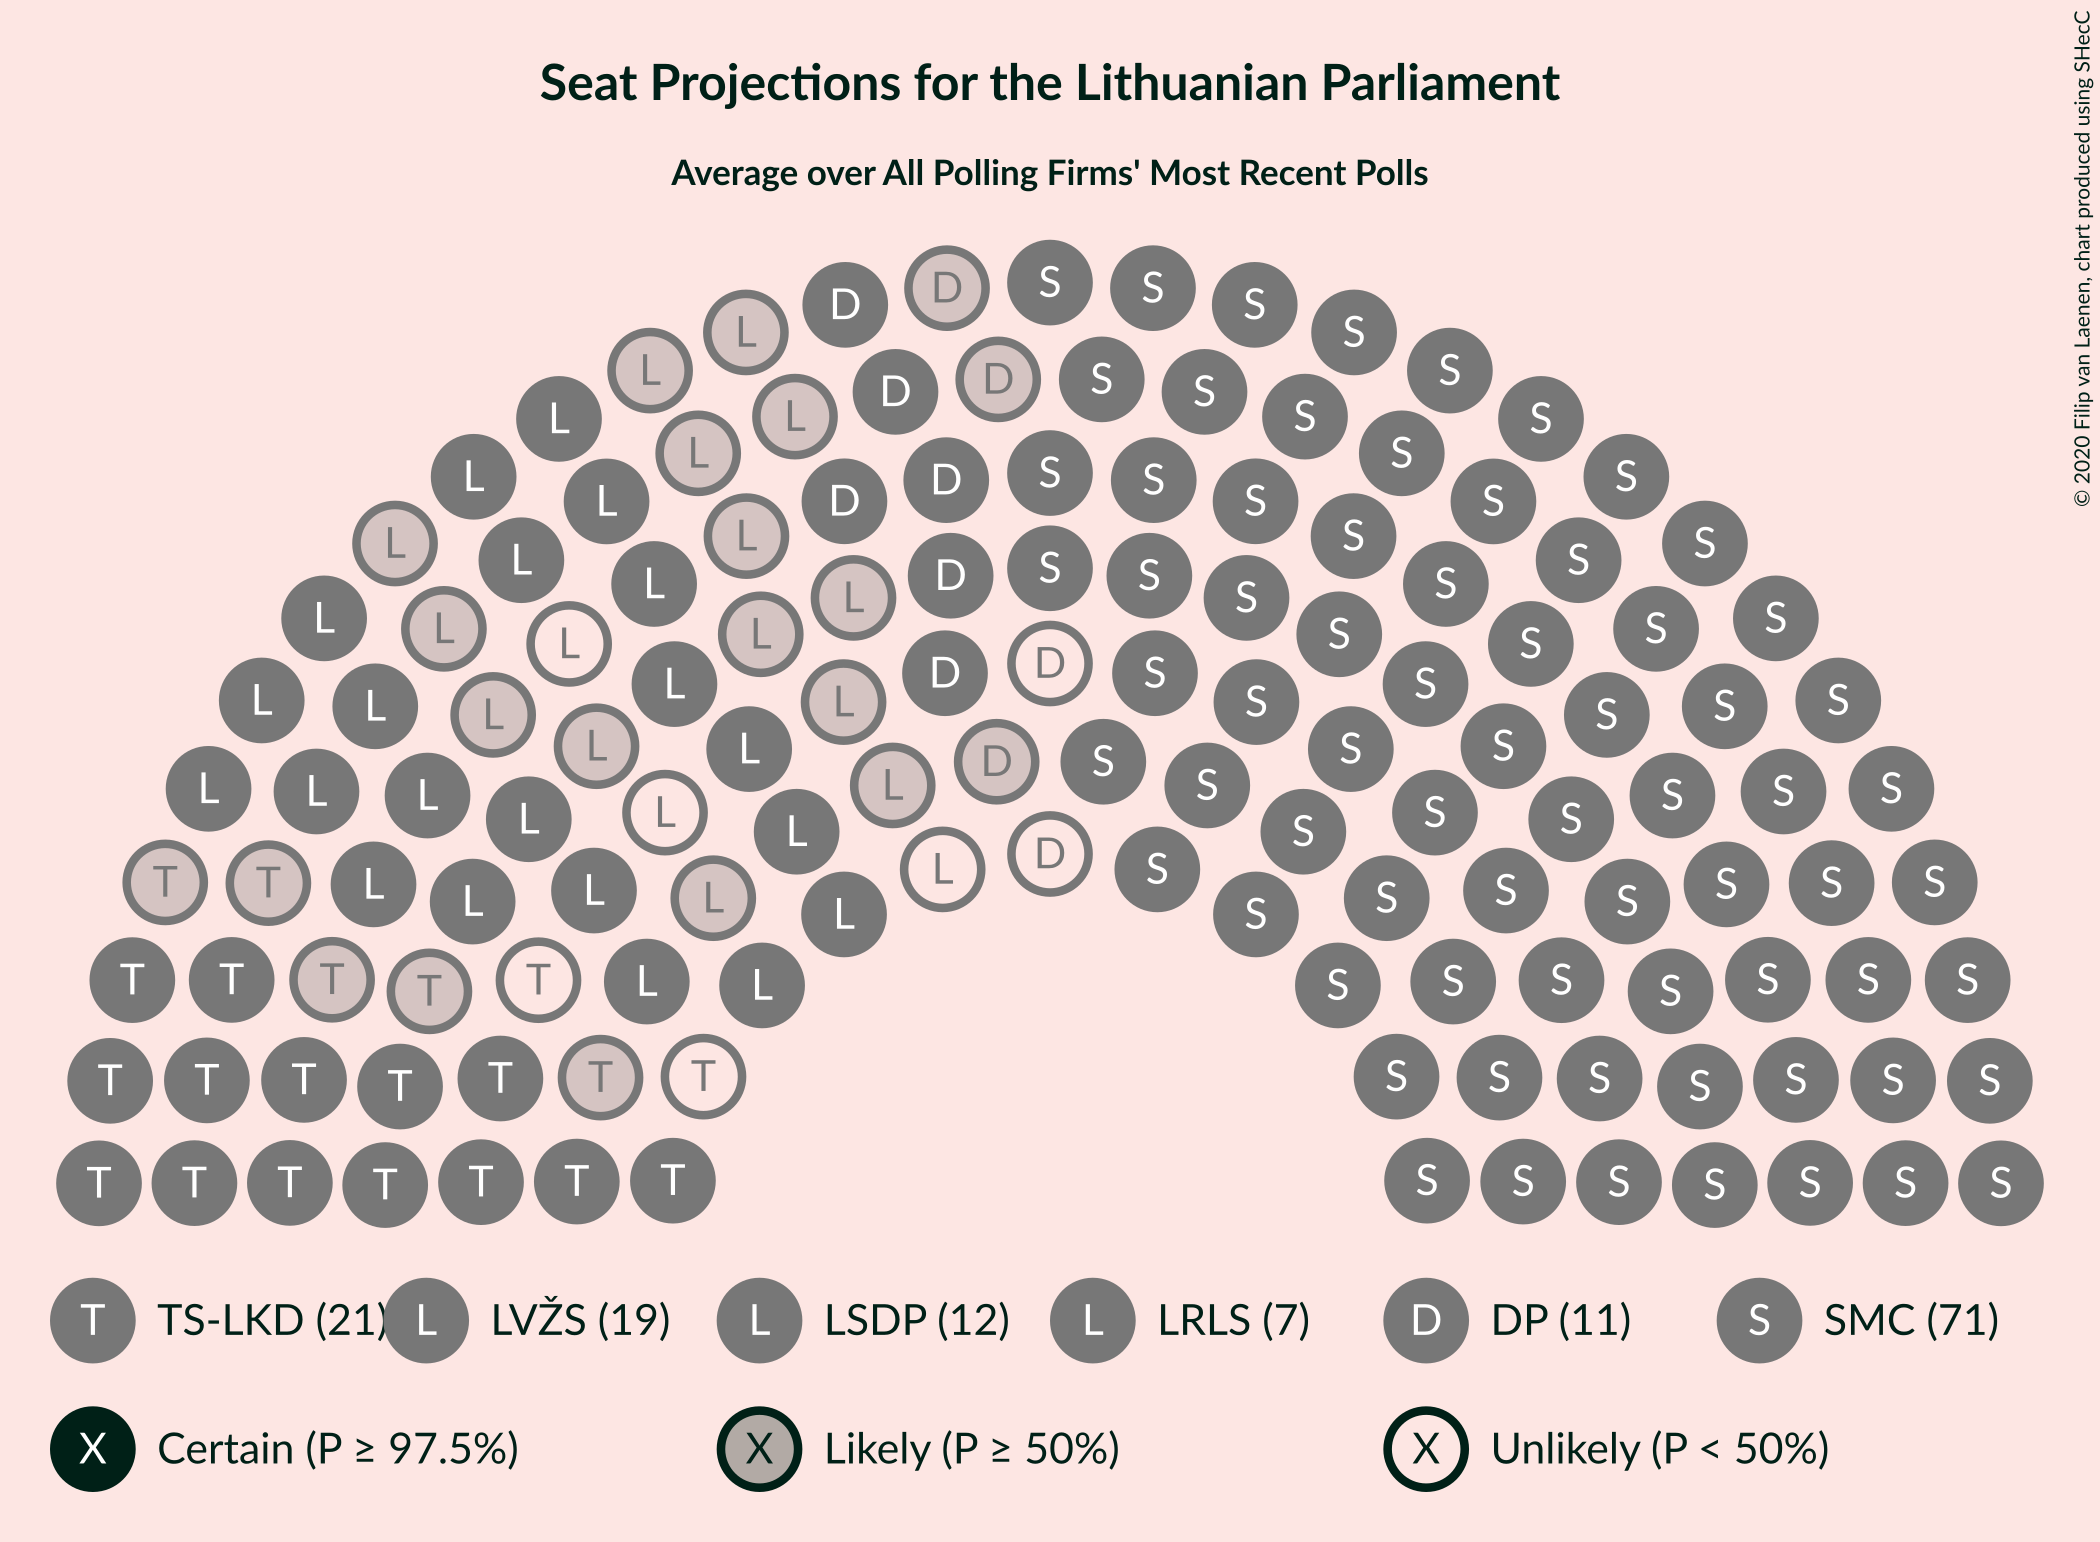 Seat Projections for the Lithuanian Parliament
Average over All Polling Firms' Most Recent Polls
© 2020 Filip van Laenen, chart produced using SHecC
D S S S
L D S
L D D S S S
L L S
L L D D S S S S S
L L S S
L L L D S S S S S
L L L D S S S S
L L L L D S S S S S
L L L L D S S S S
L L L L D S S S S S
L L L L L L S S S S S S
L L L L S S S S
T T L L L L L D S S S S S S
L S
T T T T T L L S S S S S S S
T T T T T T T S S S S S S S
T T T T T T T S S S S S S S
T TS-LKD (21) L LVŽS (19) L LSDP (12) L LRLS (7) D DP (11) S SMC (71)
X Certain (P ≥ 97.5%) X Likely (P ≥ 50%) X Unlikely (P < 50%)